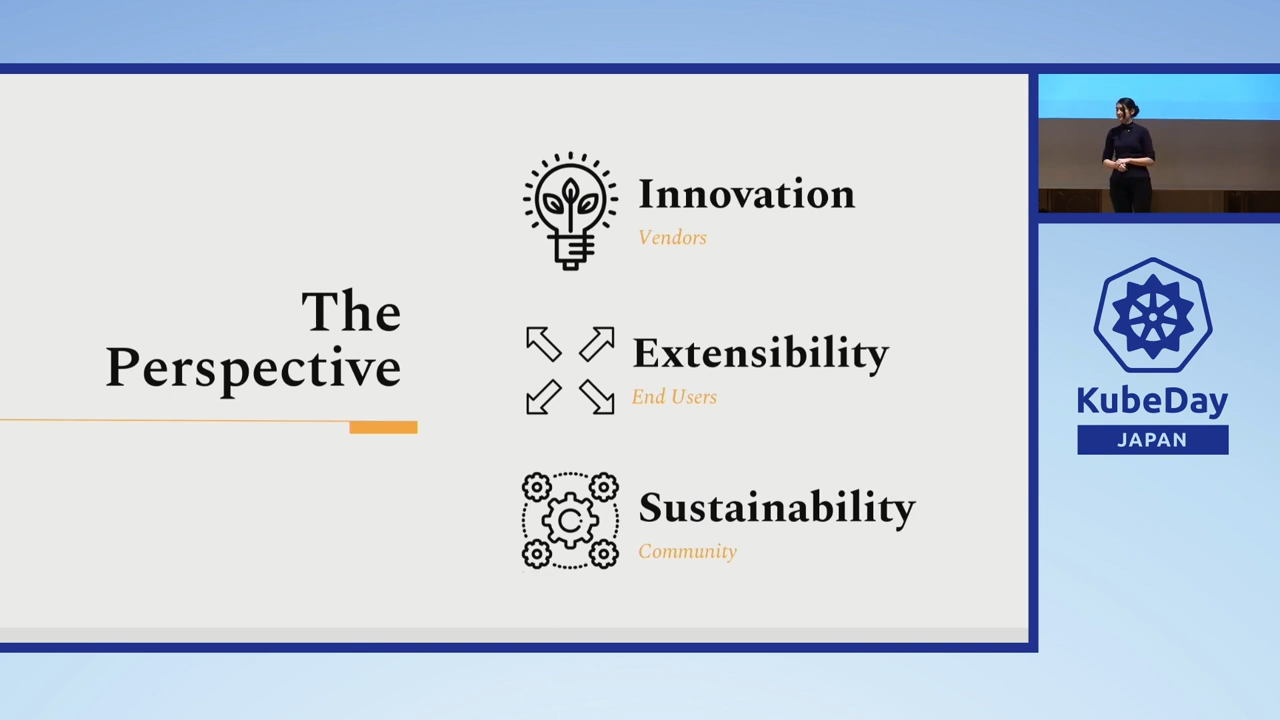 The
Perspective
Innovation
Vendors
Extensibility
End Users
Sustainability
Community
KubeDay
JAPAN